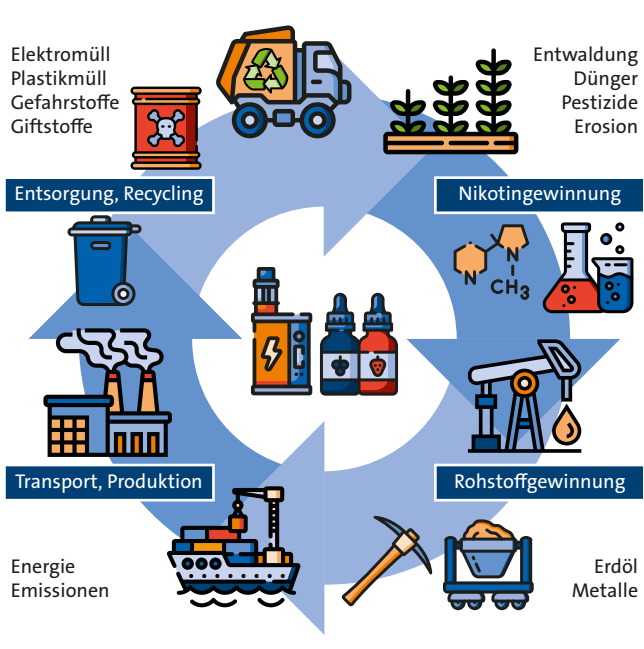 Elektromüll
Plastikmüll
Gefahrstoffe
Giftstoffe
Entwaldung
Dünger
Pestizide
Erosion
Entsorgung, Recycling
Nikotingewinnung
N
N
CH₃
Transport, Produktion
Rohstoffgewinnung
Energie
Emissionen
Erdöl
Metalle